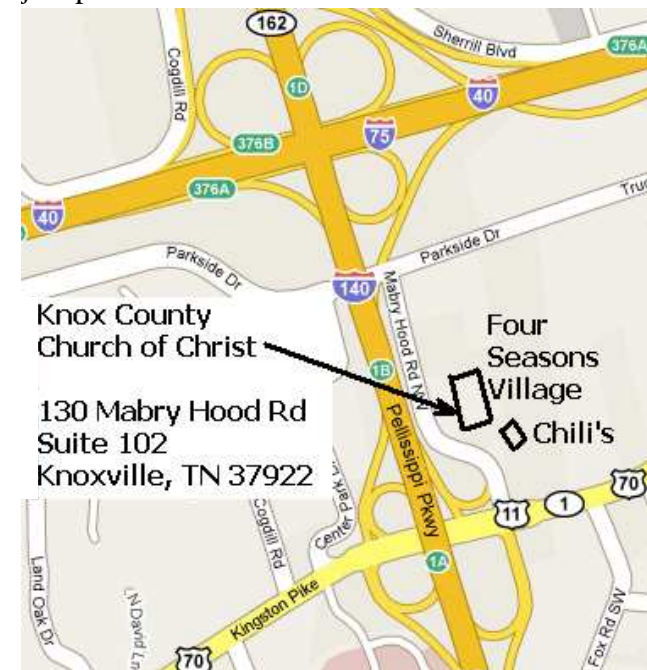 162
Sherrill Blvd
376A
Cogdill Rd
1D
40
376B
75
376A
40
Parkside Dr
Parkside Dr
140
Mabry Hood Rd NW
Knox County
Church of Christ
130 Mabry Hood Rd
Suite 102
Knoxville, TN 37922
Four
Seasons
Village
Chili's
1B
Pellissippi Pkwy
70
11
1
Cogdill Rd
Center Park
1A
Land Oak Dr
N David Ln
Kingston Pike
70
Fox Rd SW